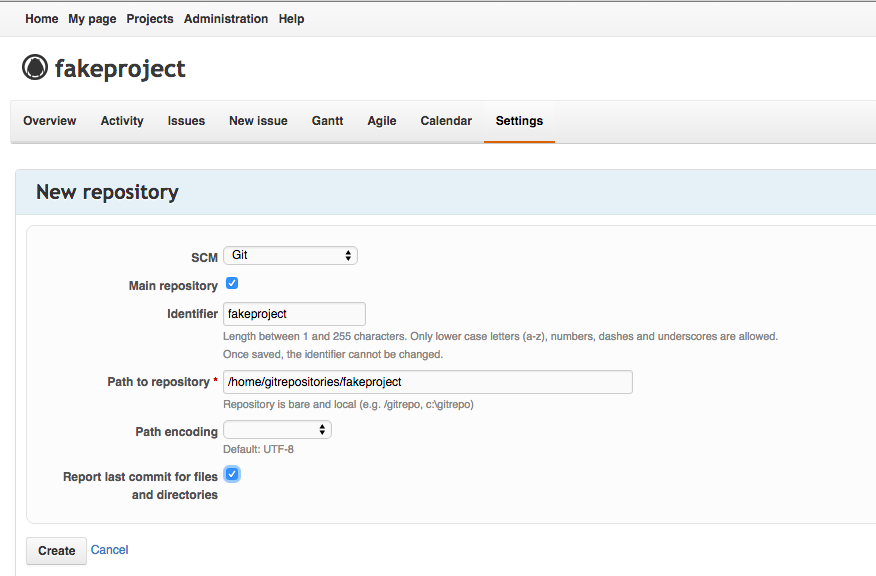 Home My page Projects Administration Help
fakeproject
Overview Activity Issues New issue Gantt Agile Calendar Settings
New repository
SCM Git
Main repository
Identifier fakeproject
Length between 1 and 255 characters. Only lower case letters (a-z), numbers, dashes and underscores are allowed.
Once saved, the identifier cannot be changed.
Path to repository * /home/gitrepositories/fakeproject
Repository is bare and local (e.g. /gitrepo, c:\gitrepo)
Path encoding
Default: UTF-8
Report last commit for files
and directories
Create Cancel